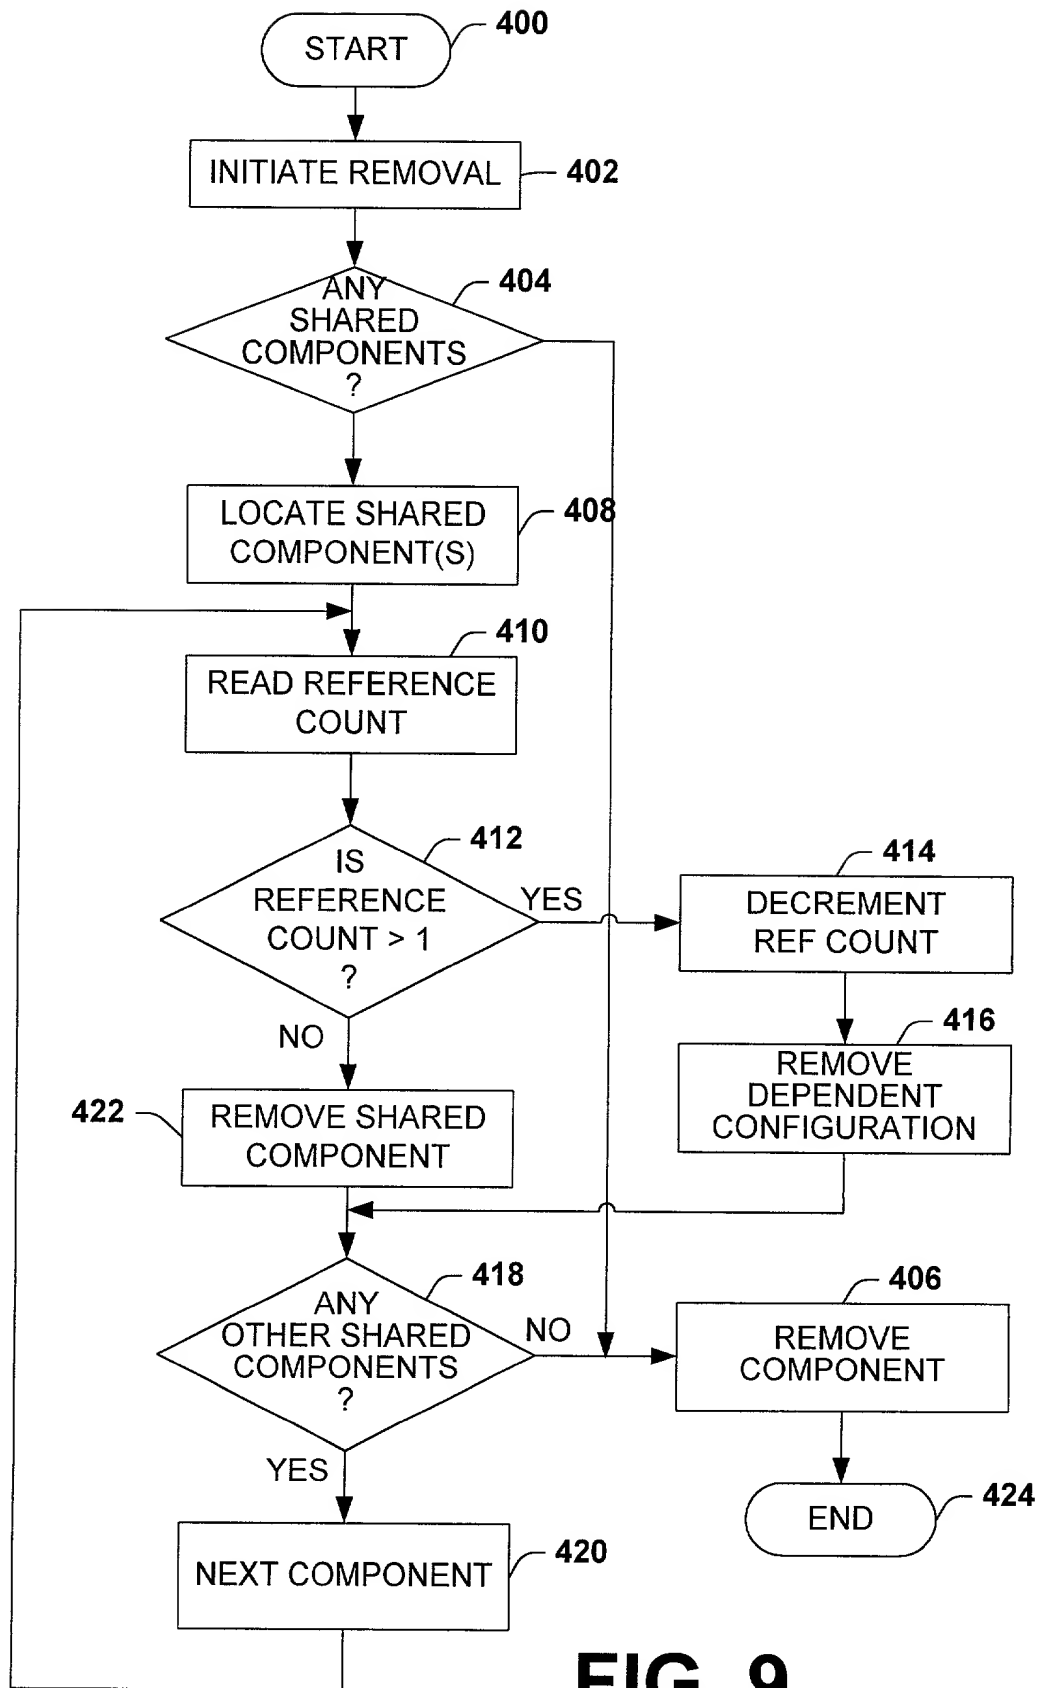 START
400
INITIATE REMOVAL
402
ANY
SHARED
COMPONENTS
?
404
LOCATE SHARED
COMPONENT(S)
408
READ REFERENCE
COUNT
410
IS
REFERENCE
COUNT > 1
?
412
YES
DECREMENT
REF COUNT
414
REMOVE
DEPENDENT
CONFIGURATION
416
NO
REMOVE SHARED
COMPONENT
422
ANY
OTHER SHARED
COMPONENTS
?
418
NO
REMOVE
COMPONENT
406
YES
END
424
NEXT COMPONENT
420
FIG. 9